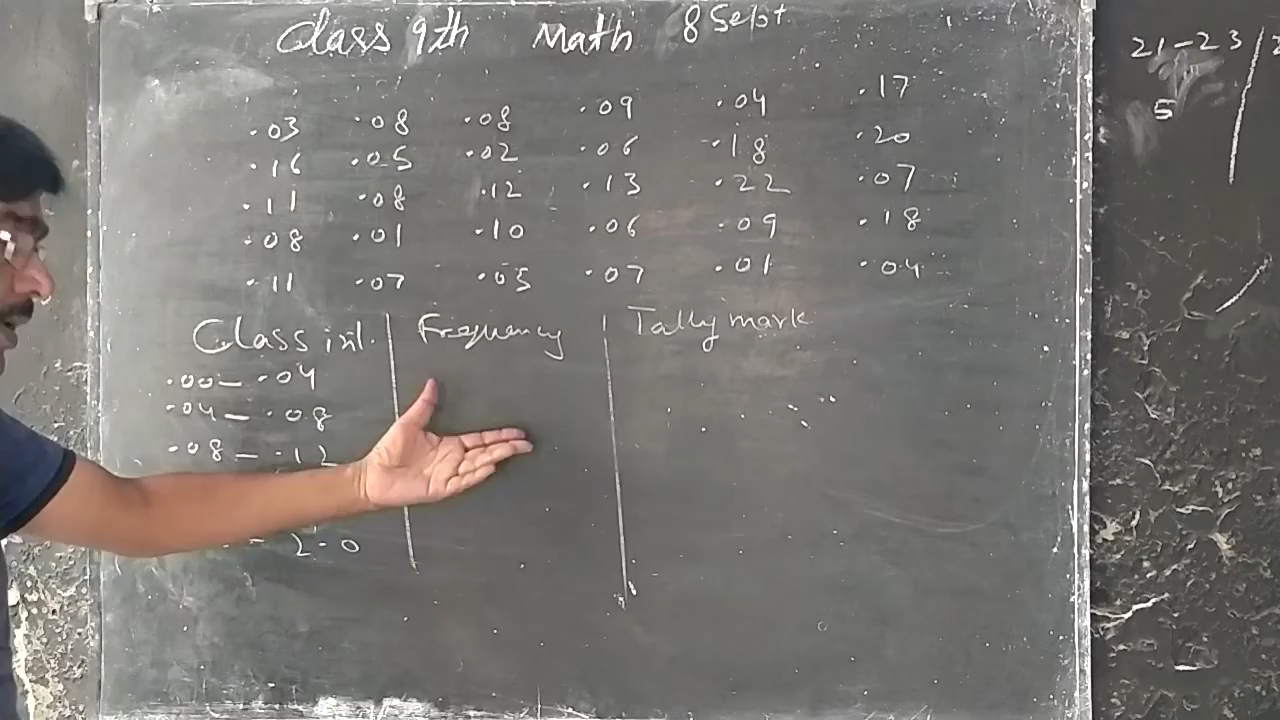 Class 9th Math 8 Sept
.03 .08 .08 .09 .04 .17
.16 .05 .02 .06 .18 .20
.11 .08 .12 .13 .22 .07
.08 .01 .10 .06 .09 .18
.11 .07 .05 .07 .01 .04
Class int. Frequency Tally mark
.00 - .04
.04 - .08
.08 - .12
- 2.0
21-23
5